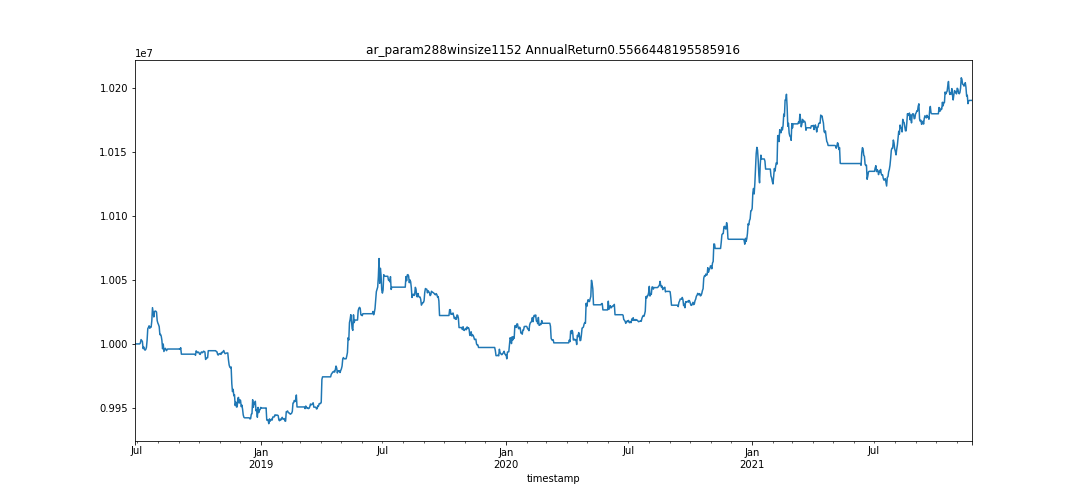 ar_param288winsize1152 AnnualReturn0.5566448195585916
1e7
1.020
1.015
1.010
1.005
1.000
0.995
Jul Jan Jul Jan Jul Jan Jul
2019 2020 2021
timestamp